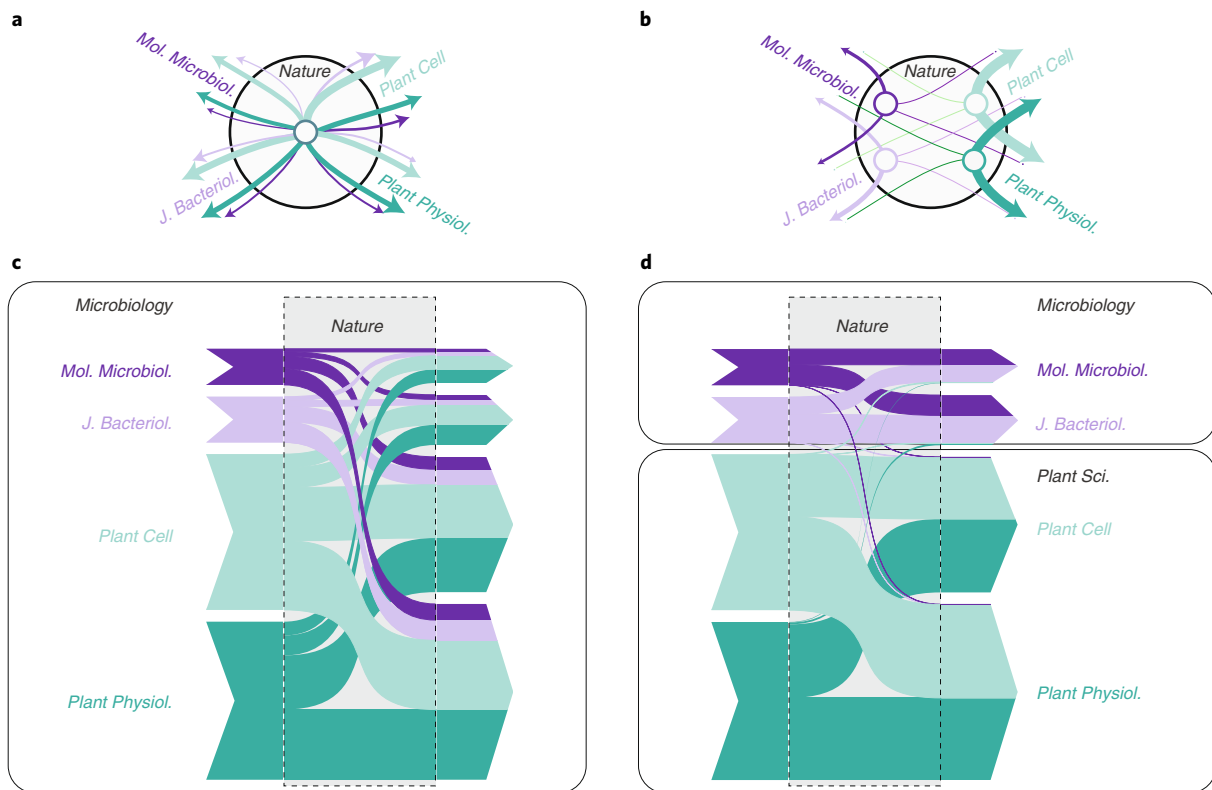 a
Mol. Microbiol.
Nature
Plant Cell
J. Bacteriol.
Plant Physiol.
b
Mol. Microbiol.
Nature
Plant Cell
J. Bacteriol.
Plant Physiol.
c
Microbiology
Nature
Mol. Microbiol.
J. Bacteriol.
Plant Cell
Plant Physiol.
d
Nature
Microbiology
Mol. Microbiol.
J. Bacteriol.
Plant Sci.
Plant Cell
Plant Physiol.